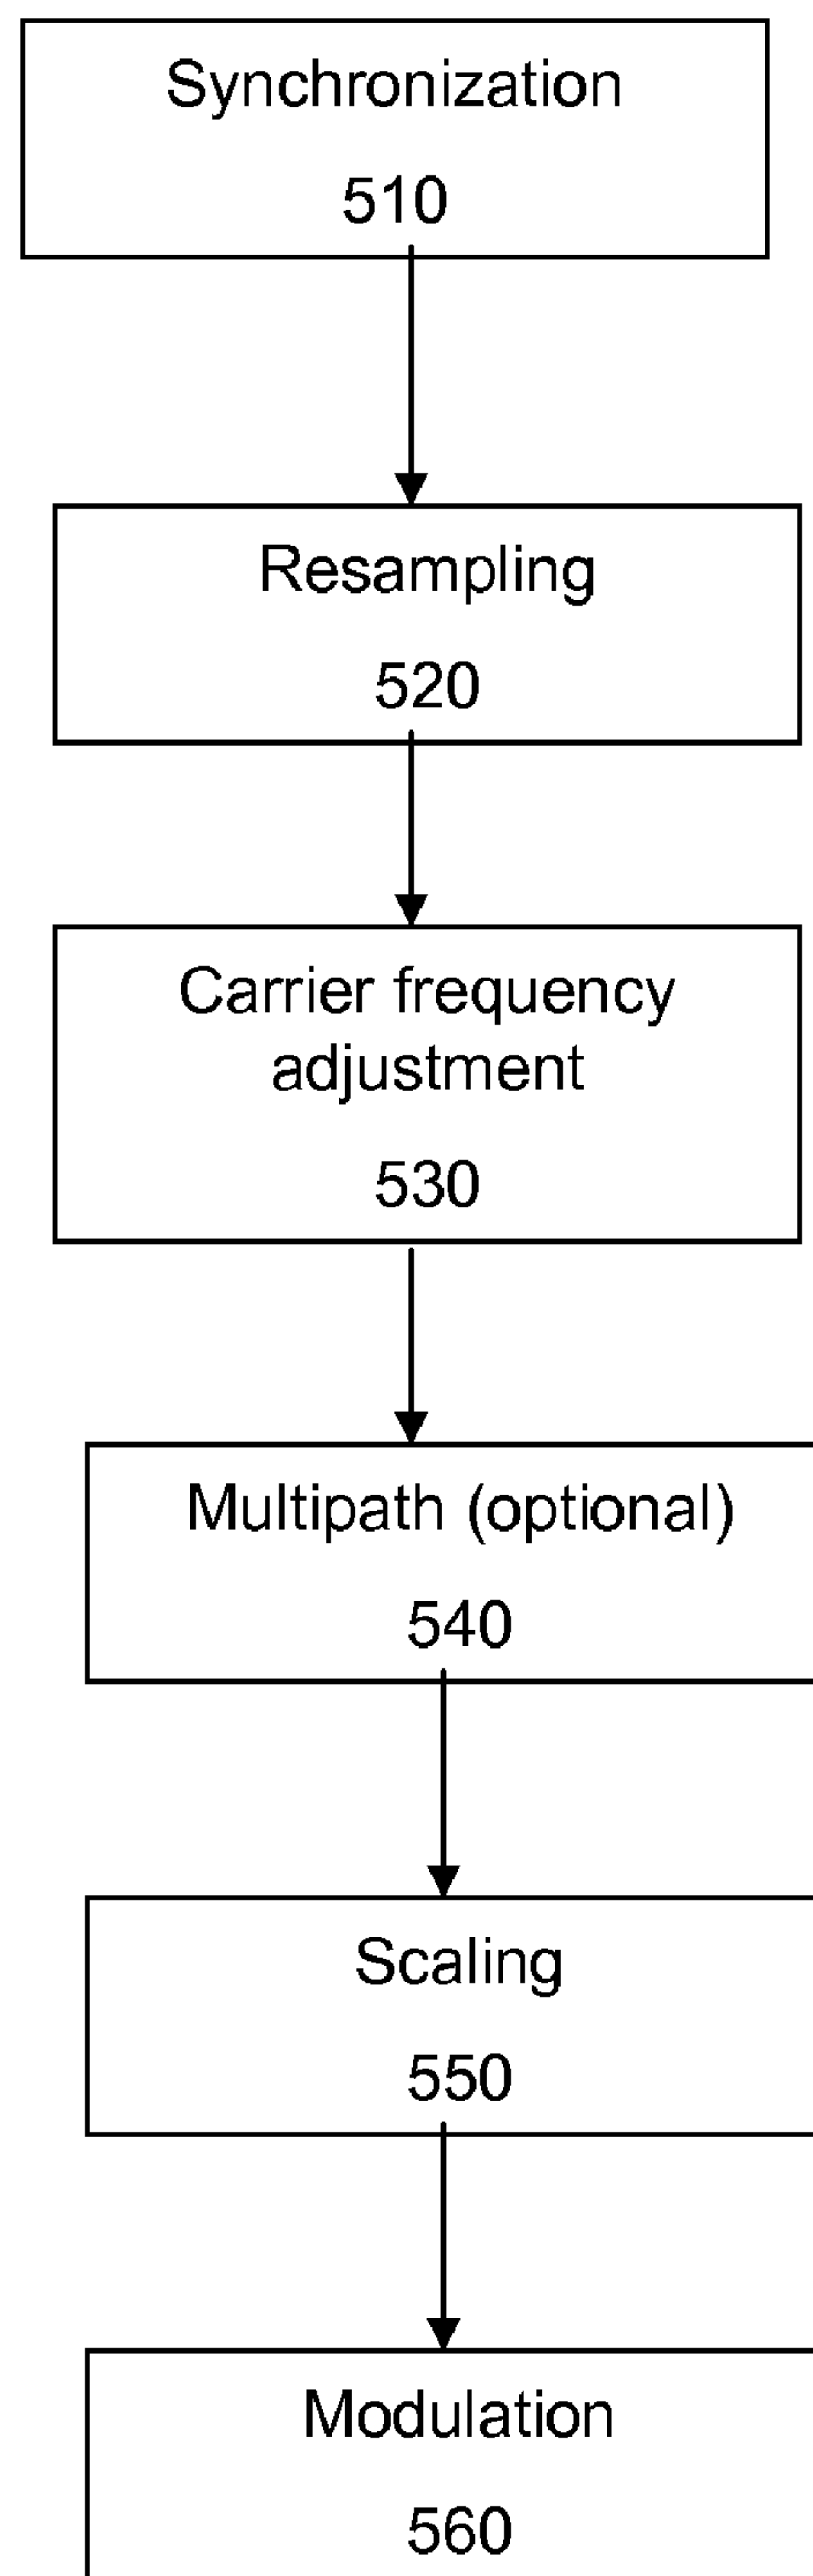 Synchronization
510
Resampling
520
Carrier frequency
adjustment
530
Multipath (optional)
540
Scaling
550
Modulation
560